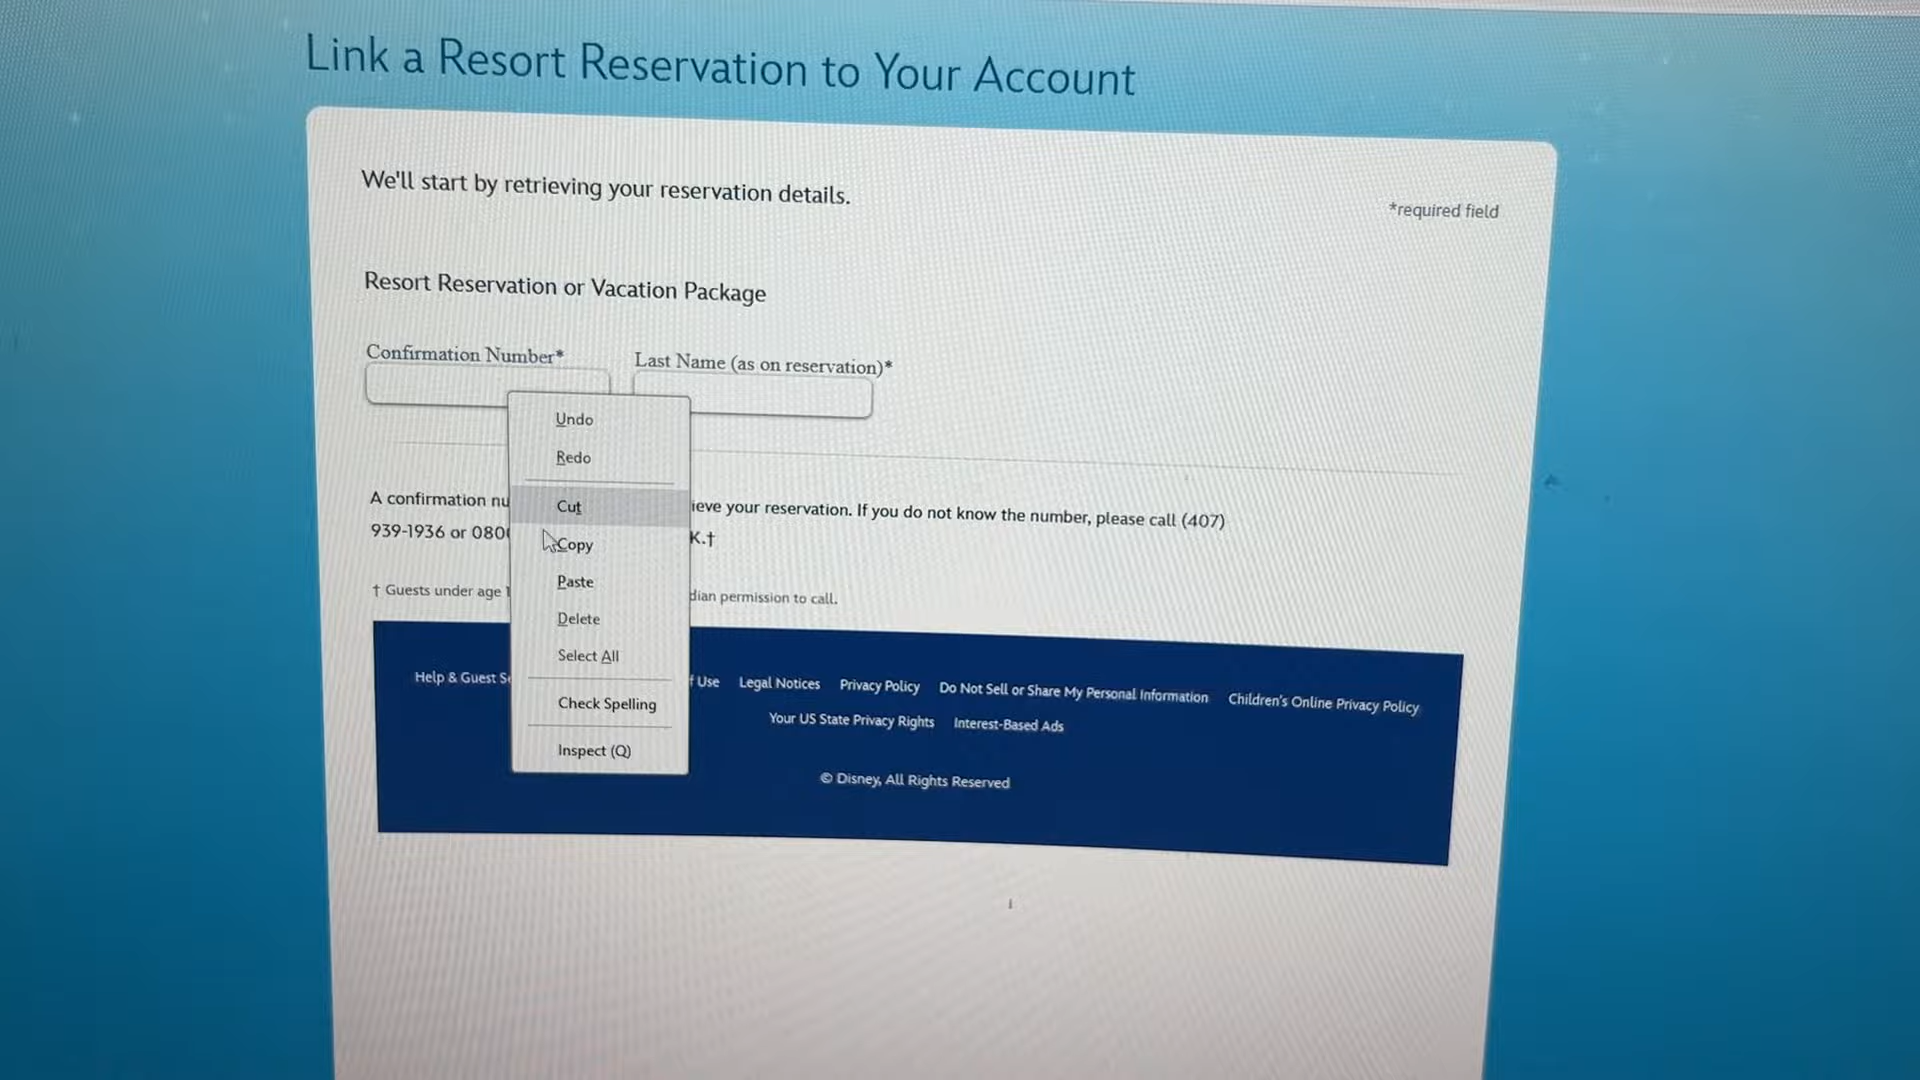 Link a Resort Reservation to Your Account
We'll start by retrieving your reservation details.
*required field
Resort Reservation or Vacation Package
Confirmation Number*
Last Name (as on reservation)*
Undo
Redo
Cut
Copy
Paste
Delete
Select All
Check Spelling
Inspect (Q)
A confirmation nu
ieve your reservation. If you do not know the number, please call (407)
939-1936 or 080
K.†
† Guests under age 1
dian permission to call.
Help & Guest Se
f Use Legal Notices Privacy Policy Do Not Sell or Share My Personal Information Children's Online Privacy Policy
Your US State Privacy Rights Interest-Based Ads
© Disney, All Rights Reserved